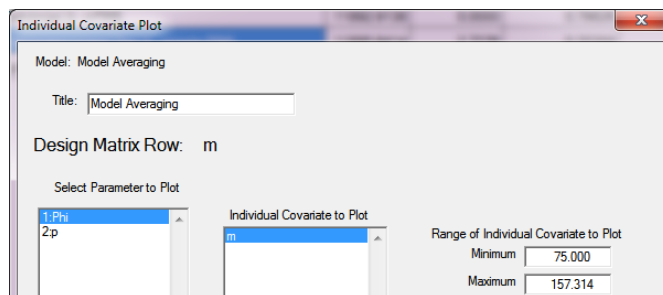 Individual Covariate Plot
Model: Model Averaging
Title: Model Averaging
Design Matrix Row: m
Select Parameter to Plot
1:Phi
2:p
Individual Covariate to Plot
m
Range of Individual Covariate to Plot
Minimum 75.000
Maximum 157.314